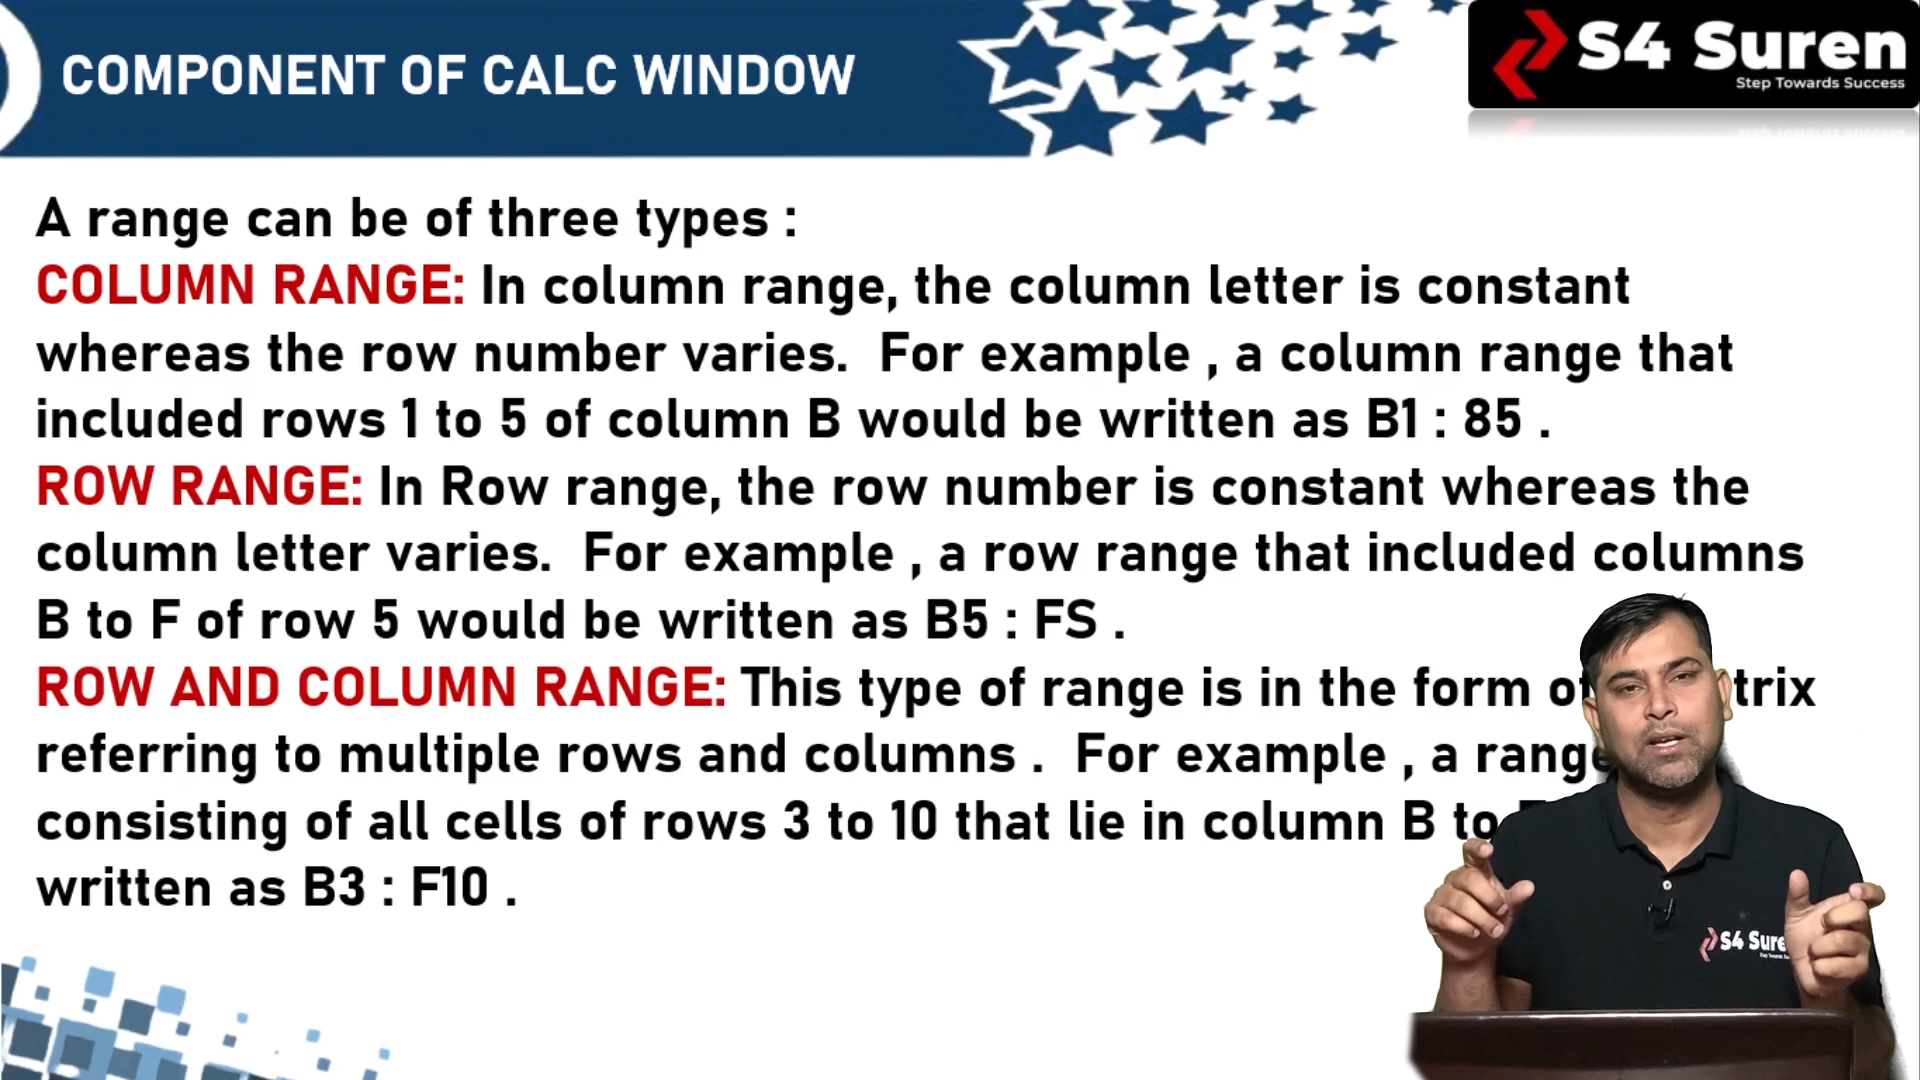 COMPONENT OF CALC WINDOW
S4 Suren
Step Towards Success
A range can be of three types :
COLUMN RANGE: In column range, the column letter is constant
whereas the row number varies. For example , a column range that
included rows 1 to 5 of column B would be written as B1 : 85 .
ROW RANGE: In Row range, the row number is constant whereas the
column letter varies. For example , a row range that included columns
B to F of row 5 would be written as B5 : FS .
ROW AND COLUMN RANGE: This type of range is in the form of trix
referring to multiple rows and columns . For example , a range
consisting of all cells of rows 3 to 10 that lie in column B to
written as B3 : F10 .
S4 Sure